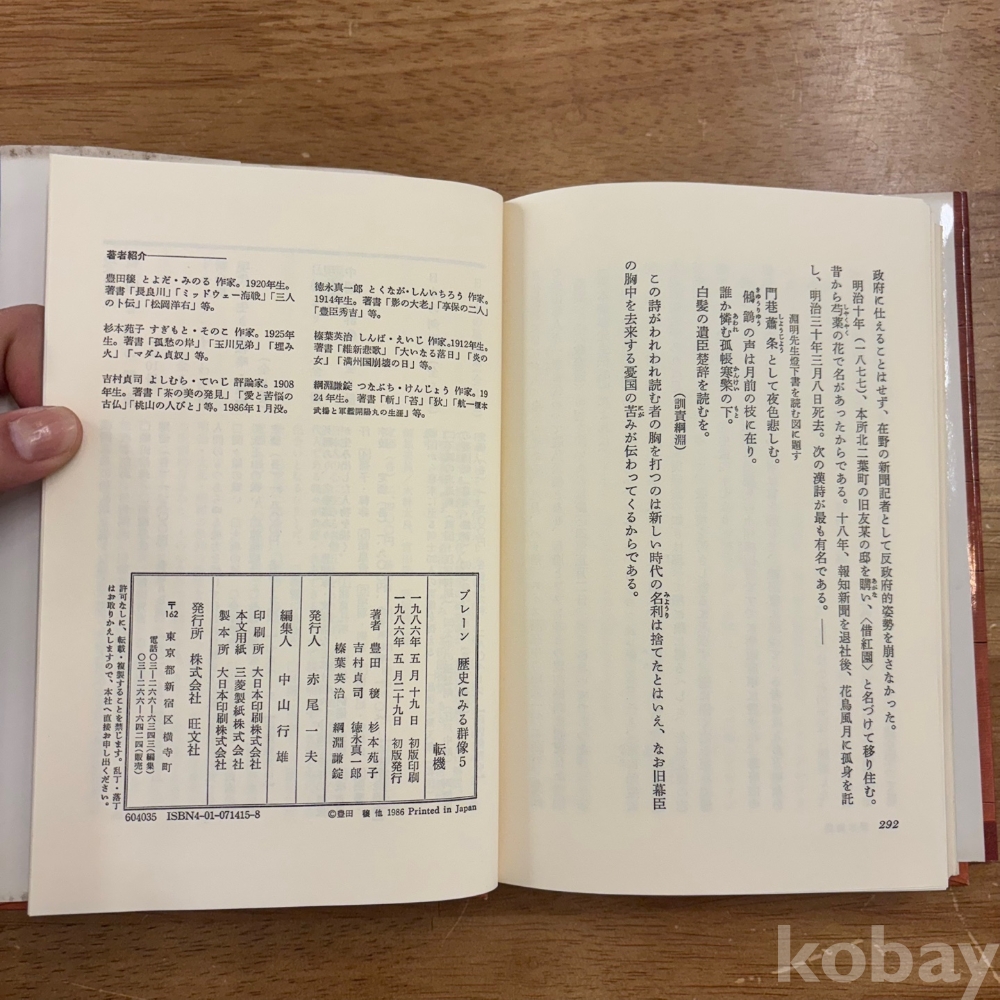 政府に仕えることはせず、在野の新聞記者として反政府的姿勢を崩さなかった。
明治十年（一八七七）、本所北二葉町の旧友某の邸を購い、〈借紅園〉と名づけて移り住む。
昔から芍薬の花で名があったからである。十八年、報知新聞を退社後、花鳥風月に孤身を託
し、明治三十年三月八日死去。次の漢詩が最も有名である。――
淵明先生燈下書を読む図に題す
門巷蕭条として夜色悲しむ。
鵂鶹の声は月前の枝に在り。
誰か憐む孤帳寒檠の下。
白髪の遺臣楚辞を読むを。
（訓責綱淵）
この詩がわれわれ読む者の胸を打つのは新しい時代の名利は捨てたとはいえ、なお旧幕臣
の胸中を去来する憂国の苦みが伝わってくるからである。
292
著者紹介
豊田穣 とよだ・みのる 作家。1920年生。
著書「長良川」「ミッドウェー海戦」「三人
の卜伝」「松岡洋右」等。
杉本苑子 すぎもと・そのこ 作家。1925年
生。著書「孤愁の岸」「玉川兄弟」「埋み
火」「マダム貞奴」等。
吉村貞司 よしむら・ていじ 評論家。1908
年生。著書「茶の美の発見」「愛と苦悩の
古仏」「桃山の人びと」等。1986年1月没。
徳永真一郎 とくなが・しんいちろう 作家。
1914年生。著書「影の大老」「享保の二人」
「豊臣秀吉」等。
榛葉英治 しんば・えいじ 作家。1912年生。
著書「維新悲歌」「大いなる落日」「炎の
女」「満州国崩壊の日」等。
綱淵謙錠 つなぶち・けんじょう 作家。19
24年生。著書「斬」「苔」「狄」「航―榎本
武揚と軍艦開陽丸の生涯」等。
ブレーン 歴史にみる群像5
転機
一九八六年 五月 十九日 初版印刷
一九八六年 五月二十九日 初版発行
著者 豊田 穣 杉本苑子
吉村貞司 徳永真一郎
榛葉英治 綱淵謙錠
発行人 赤尾一夫
編集人 中山行雄
印刷所 大日本印刷株式会社
本文用紙 三菱製紙株式会社
製本所 大日本印刷株式会社
発行所 株式会社 旺文社
〒162 東京都新宿区横寺町
電話〇三―二六六―六三四三（編集）
〇三―二六六―六四二四（販売）
許可なしに、転載・複製することを禁じます。乱丁・落丁
はお取りかえしますので、本社へ直接お申し出ください。
604035 ISBN4-01-071415-8
©豊田 穣 他 1986 Printed in Japan
kobay